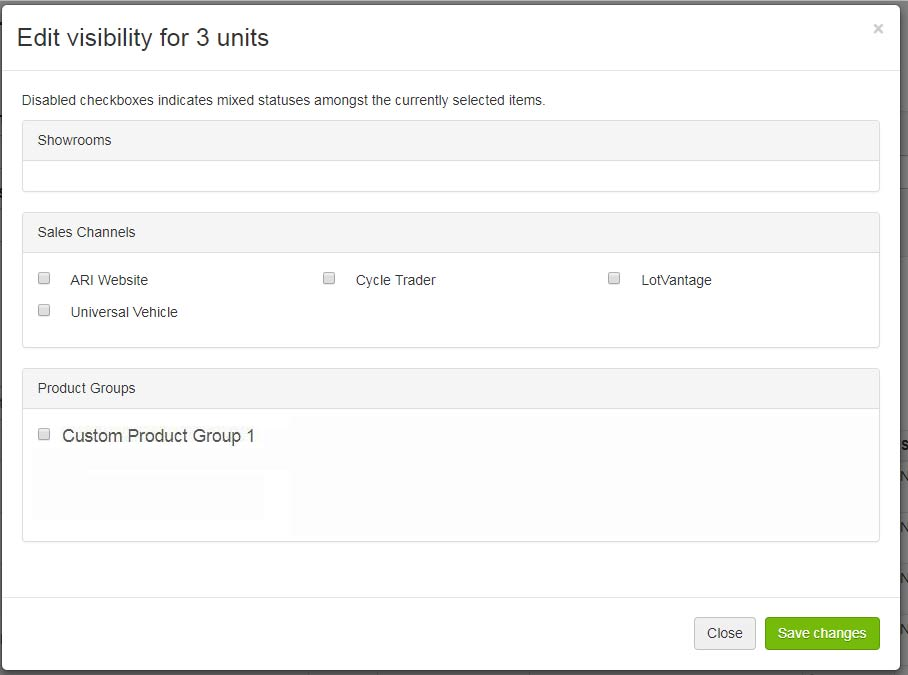 Edit visibility for 3 units
×
Disabled checkboxes indicates mixed statuses amongst the currently selected items.
Showrooms
Sales Channels
ARI Website
Cycle Trader
LotVantage
Universal Vehicle
Product Groups
Custom Product Group 1
Close
Save changes